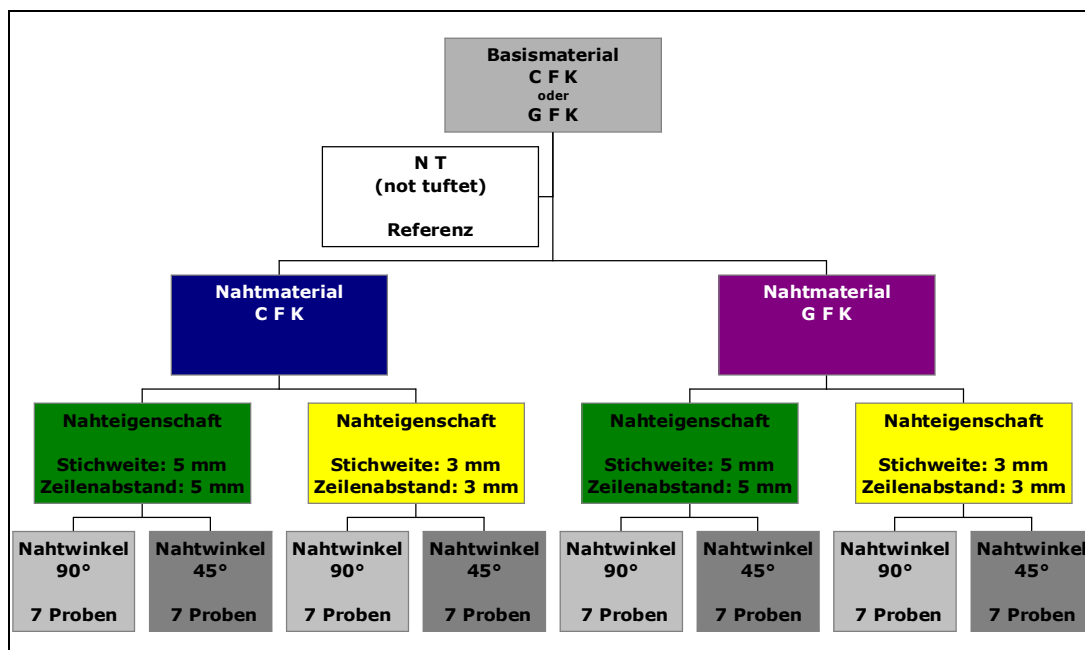 Basismaterial
C F K
oder
G F K
N T
(not tuftet)
Referenz
Nahtmaterial
C F K
Nahtmaterial
G F K
Nahteigenschaft
Stichweite: 5 mm
Zeilenabstand: 5 mm
Nahteigenschaft
Stichweite: 3 mm
Zeilenabstand: 3 mm
Nahteigenschaft
Stichweite: 5 mm
Zeilenabstand: 5 mm
Nahteigenschaft
Stichweite: 3 mm
Zeilenabstand: 3 mm
Nahtwinkel
90°
7 Proben
Nahtwinkel
45°
7 Proben
Nahtwinkel
90°
7 Proben
Nahtwinkel
45°
7 Proben
Nahtwinkel
90°
7 Proben
Nahtwinkel
45°
7 Proben
Nahtwinkel
90°
7 Proben
Nahtwinkel
45°
7 Proben